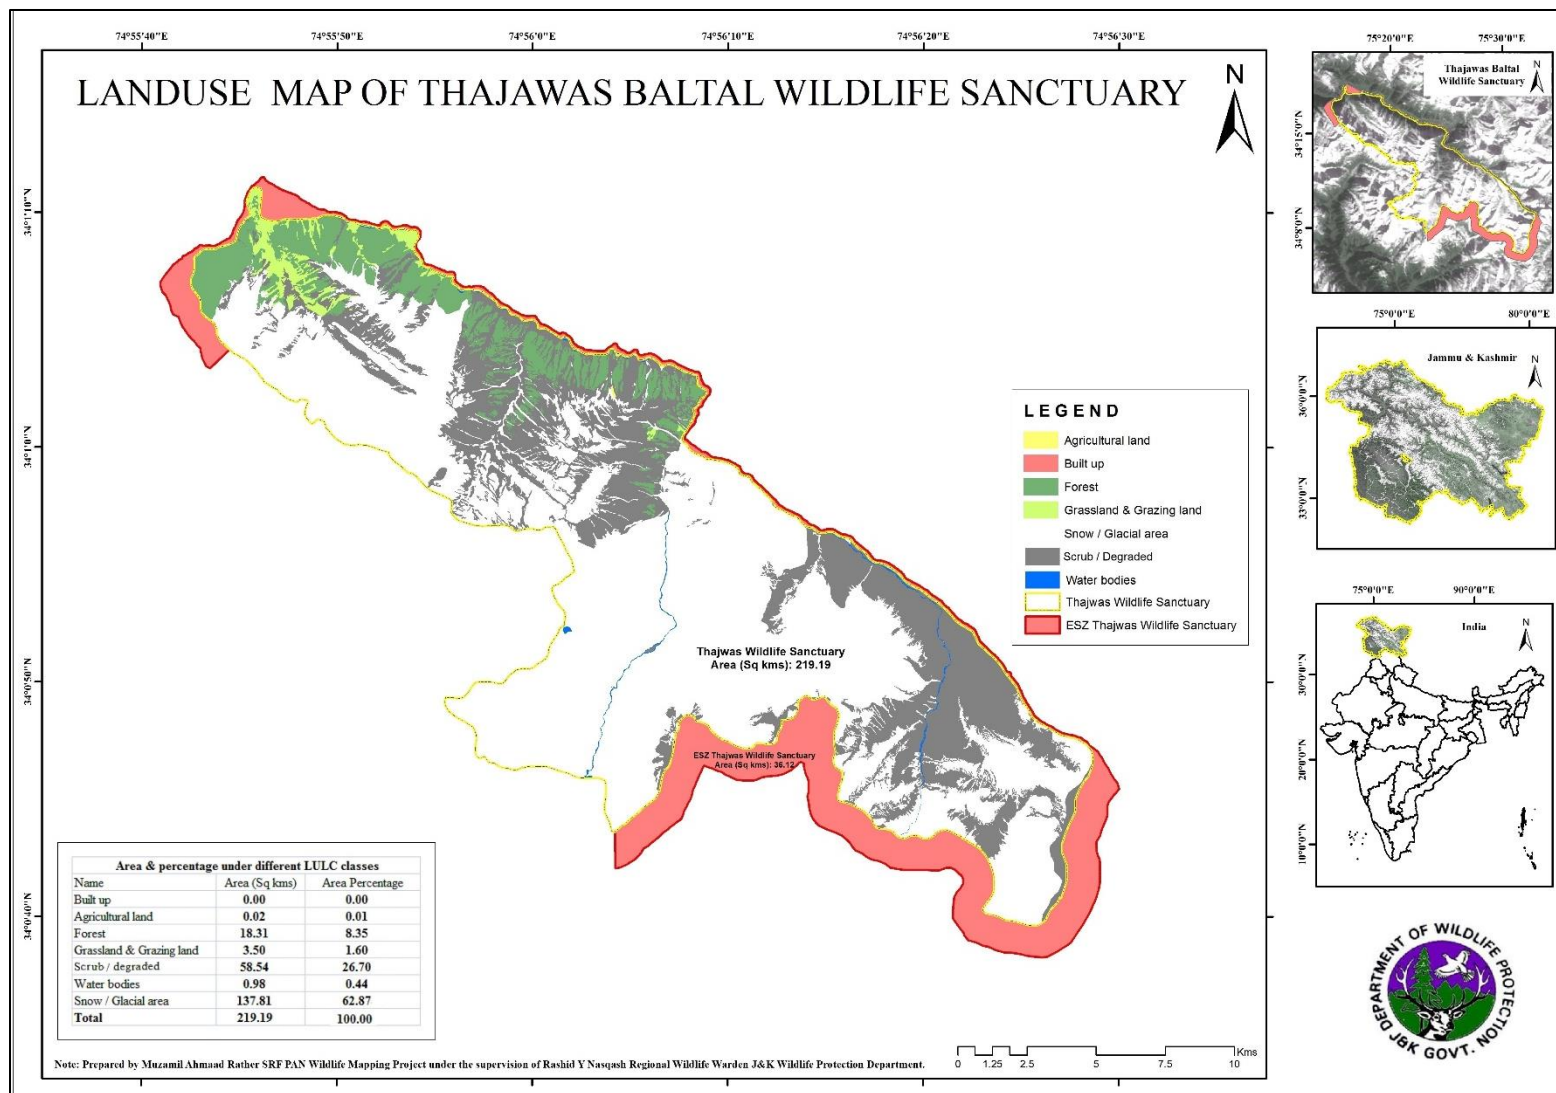 74°55'40"E 74°55'50"E 74°56'0"E 74°56'10"E 74°56'20"E 74°56'30"E
LANDUSE MAP OF THAJAWAS BALTAL WILDLIFE SANCTUARY
N
34°1'10"N
34°1'0"N
34°0'50"N
34°0'40"N
LEGEND
Agricultural land
Built up
Forest
Grassland & Grazing land
Snow / Glacial area
Scrub / Degraded
Water bodies
Thajwas Wildlife Sanctuary
ESZ Thajwas Wildlife Sanctuary
Thajwas Wildlife Sanctuary
Area (Sq kms): 219.19
ESZ Thajwas Wildlife Sanctuary
Area (Sq kms): 36.12
Area & percentage under different LULC classes
Name Area (Sq kms) Area Percentage
Built up 0.00 0.00
Agricultural land 0.02 0.01
Forest 18.31 8.35
Grassland & Grazing land 3.50 1.60
Scrub / degraded 58.54 26.70
Water bodies 0.98 0.44
Snow / Glacial area 137.81 62.87
Total 219.19 100.00
Note: Prepared by Muzamil Ahmaad Rather SRF PAN Wildlife Mapping Project under the supervision of Rashid Y Nasqash Regional Wildlife Warden J&K Wildlife Protection Department.
Kms
0 1.25 2.5 5 7.5 10
75°20'0"E 75°30'0"E
Thajawas Baltal
Wildlife Sanctuary
N
34°15'0"N
34°8'0"N
75°0'0"E 80°0'0"E
Jammu & Kashmir
N
36°0'0"N
33°0'0"N
75°0'0"E 90°0'0"E
India
N
30°0'0"N
20°0'0"N
10°0'0"N
DEPARTMENT OF WILDLIFE PROTECTION
J&K GOVT.